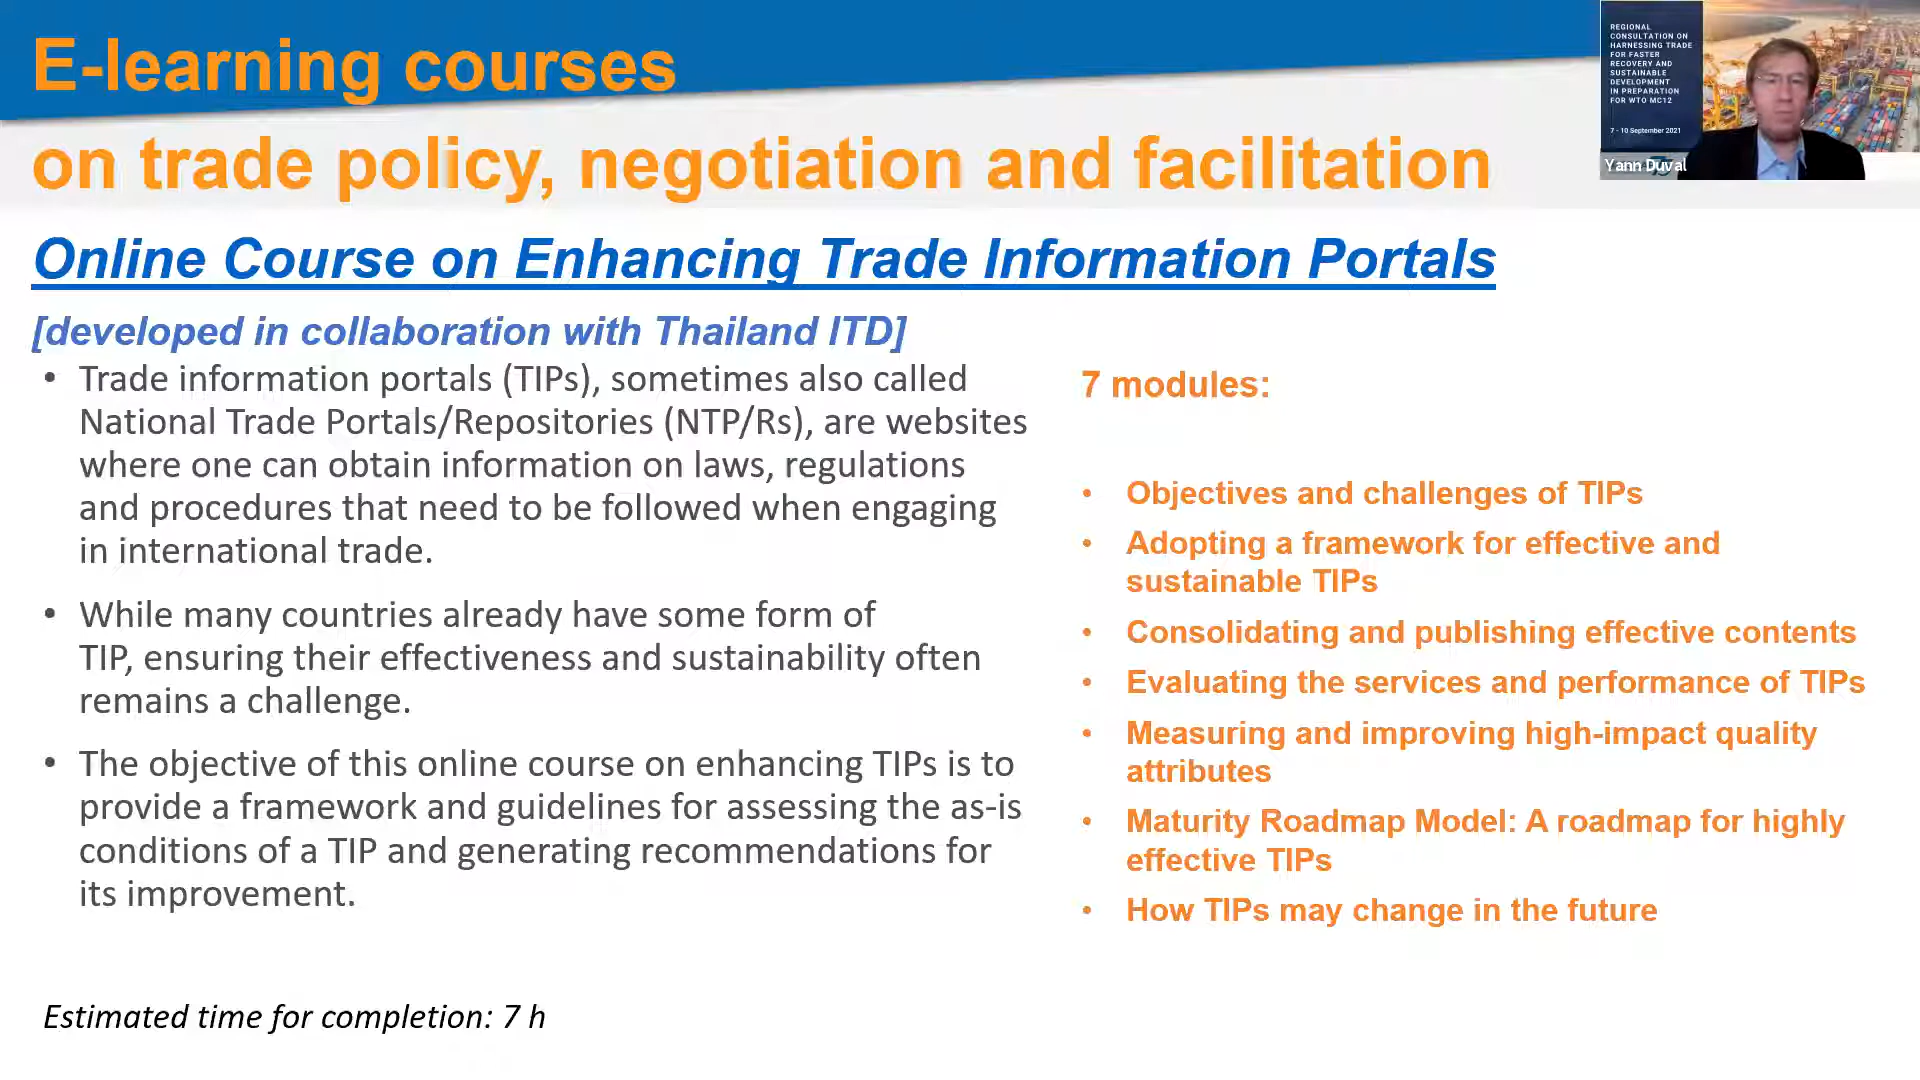 E-learning courses
on trade policy, negotiation and facilitation
REGIONAL
CONSULTATION ON
HARNESSING TRADE
FOR FASTER
RECOVERY AND
SUSTAINABLE
DEVELOPMENT
IN PREPARATION
FOR WTO MC12
7 - 10 September 2021
Yann Duval
Online Course on Enhancing Trade Information Portals
[developed in collaboration with Thailand ITD]
• Trade information portals (TIPs), sometimes also called
National Trade Portals/Repositories (NTP/Rs), are websites
where one can obtain information on laws, regulations
and procedures that need to be followed when engaging
in international trade.
• While many countries already have some form of
TIP, ensuring their effectiveness and sustainability often
remains a challenge.
• The objective of this online course on enhancing TIPs is to
provide a framework and guidelines for assessing the as-is
conditions of a TIP and generating recommendations for
its improvement.
Estimated time for completion: 7 h
7 modules:
• Objectives and challenges of TIPs
• Adopting a framework for effective and
sustainable TIPs
• Consolidating and publishing effective contents
• Evaluating the services and performance of TIPs
• Measuring and improving high-impact quality
attributes
• Maturity Roadmap Model: A roadmap for highly
effective TIPs
• How TIPs may change in the future